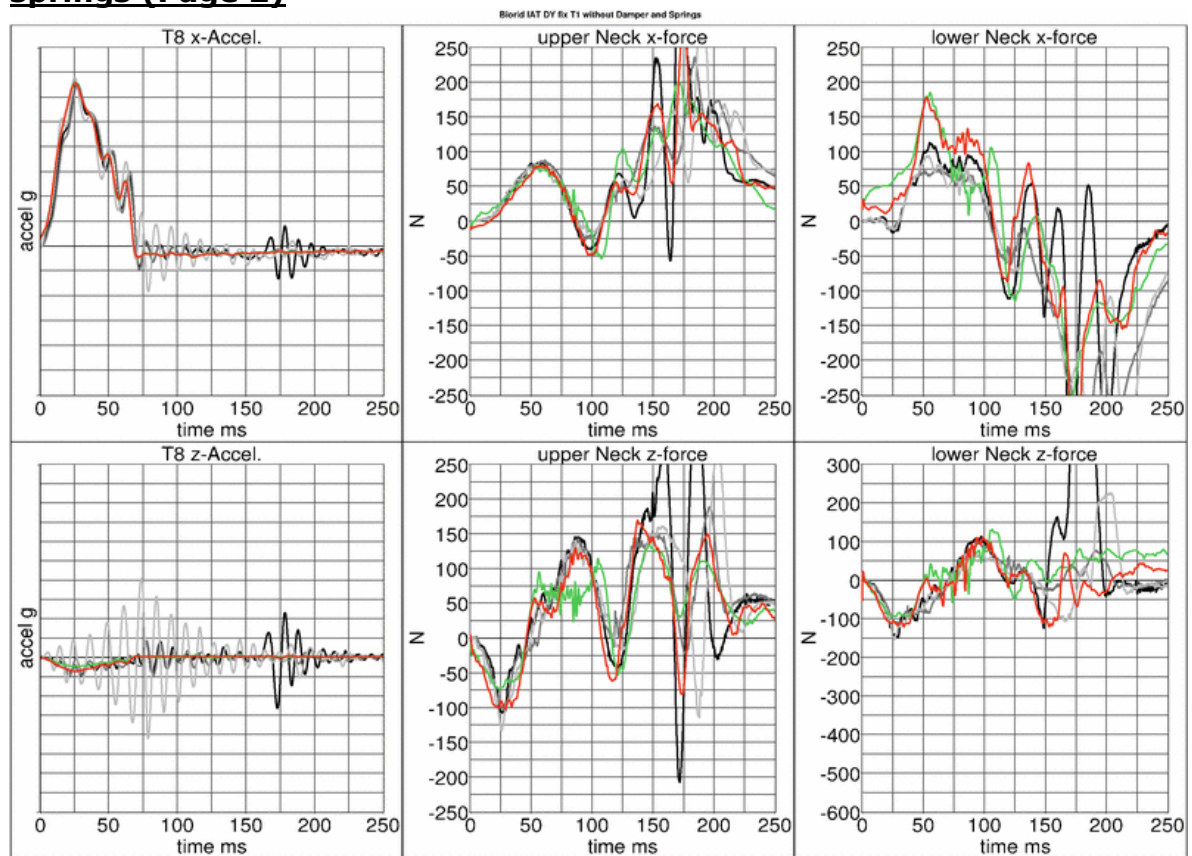 Springs (Page 2)
Biorid IAT DY fix T1 without Damper and Springs
T8 x-Accel.
accel g
0 50 100 150 200 250
time ms
upper Neck x-force
N
250
200
150
100
50
0
-50
-100
-150
-200
-250
0 50 100 150 200 250
time ms
lower Neck x-force
N
250
200
150
100
50
0
-50
-100
-150
-200
-250
0 50 100 150 200 250
time ms
T8 z-Accel.
accel g
0 50 100 150 200 250
time ms
upper Neck z-force
N
250
200
150
100
50
0
-50
-100
-150
-200
-250
0 50 100 150 200 250
time ms
lower Neck z-force
N
300
200
100
0
-100
-200
-300
-400
-500
-600
0 50 100 150 200 250
time ms